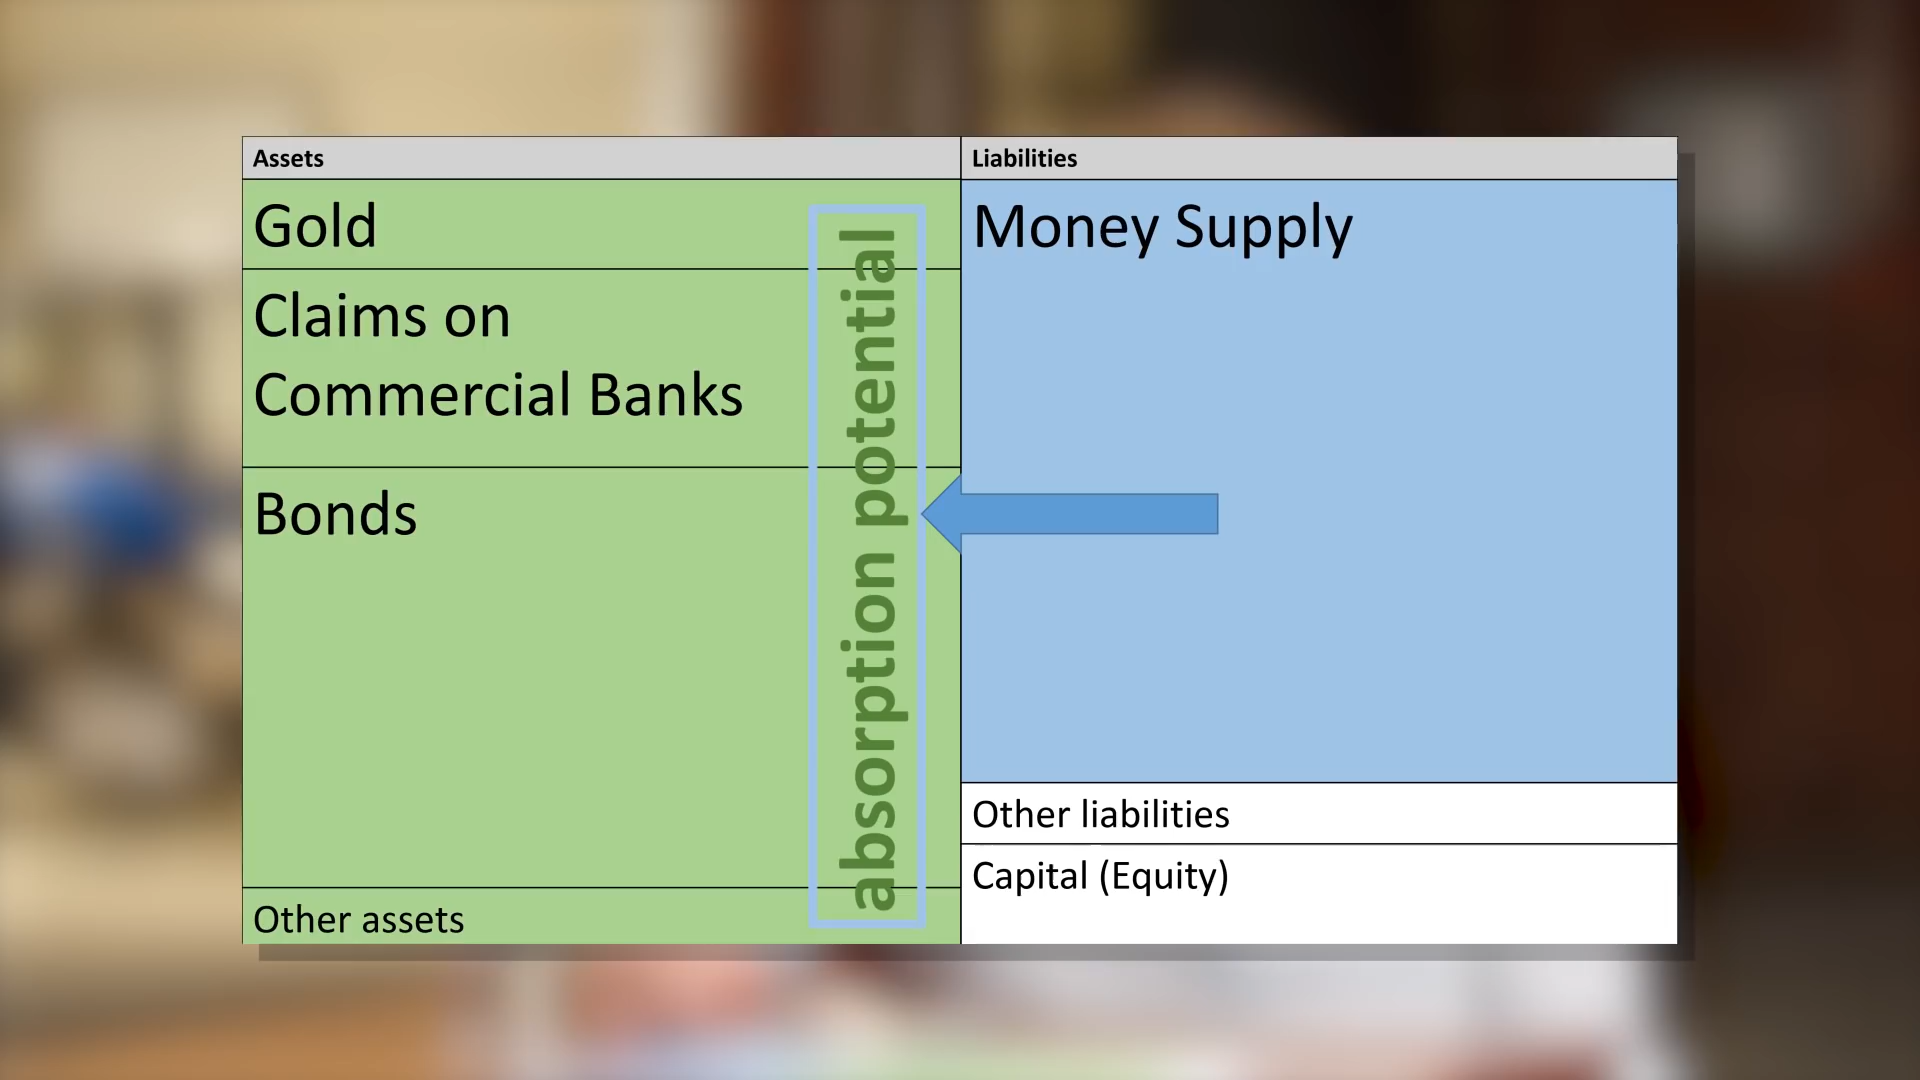 Assets
Liabilities
Gold
Claims on
Commercial Banks
Bonds
Other assets
absorption potential
Money Supply
Other liabilities
Capital (Equity)